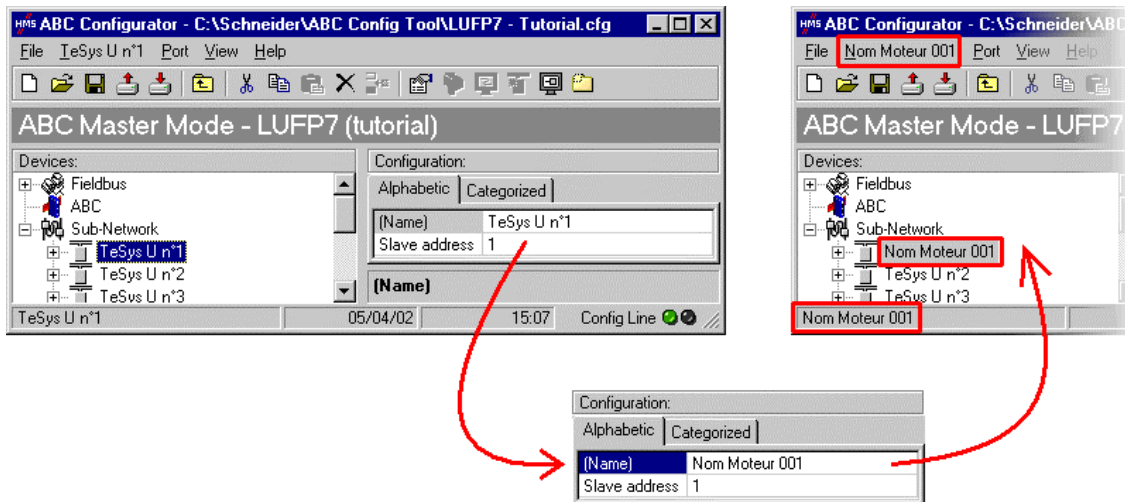 HMS ABC Configurator - C:\Schneider\ABC Config Tool\LUFP7 - Tutorial.cfg
File TeSys U n°1 Port View Help
ABC Master Mode - LUFP7 (tutorial)
Devices:
Fieldbus
ABC
Sub-Network
TeSys U n°1
TeSys U n°2
TeSys U n°3
Configuration:
Alphabetic Categorized
(Name) TeSys U n°1
Slave address 1
(Name)
TeSys U n°1 05/04/02 15:07 Config Line
HMS ABC Configurator - C:\Schneider\ABC
File Nom Moteur 001 Port View Help
ABC Master Mode - LUFP7
Devices:
Fieldbus
ABC
Sub-Network
Nom Moteur 001
TeSys U n°2
TeSys U n°3
Nom Moteur 001
Configuration:
Alphabetic Categorized
(Name) Nom Moteur 001
Slave address 1